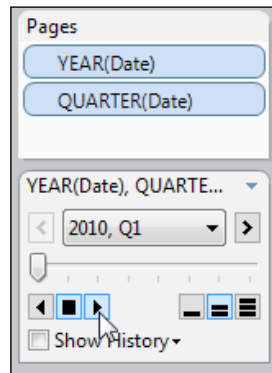 Pages
YEAR(Date)
QUARTER(Date)
YEAR(Date), QUARTE...
2010, Q1
Show History